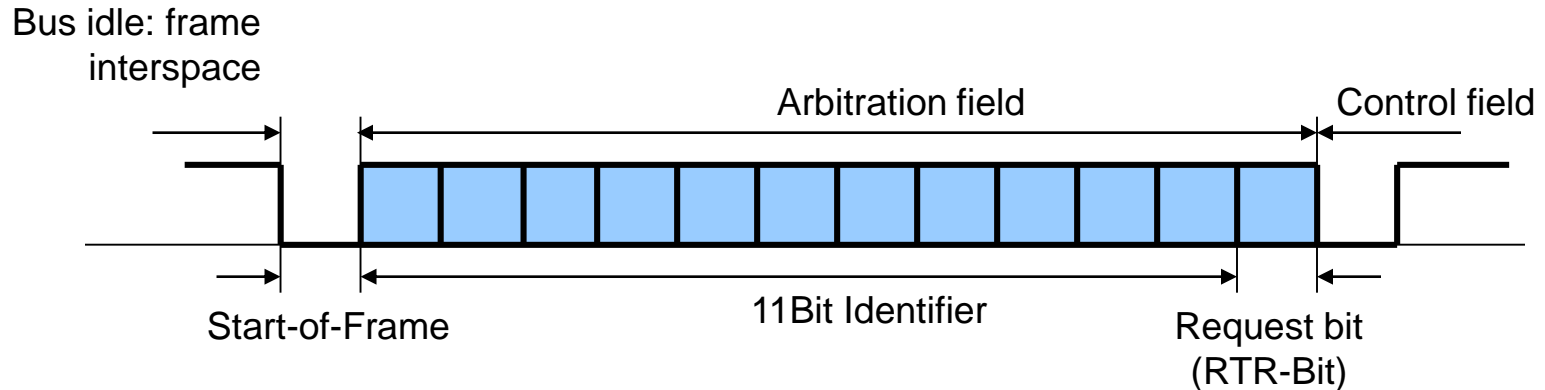 Bus idle: frame
interspace
Arbitration field
Control field
Start-of-Frame
11Bit Identifier
Request bit
(RTR-Bit)